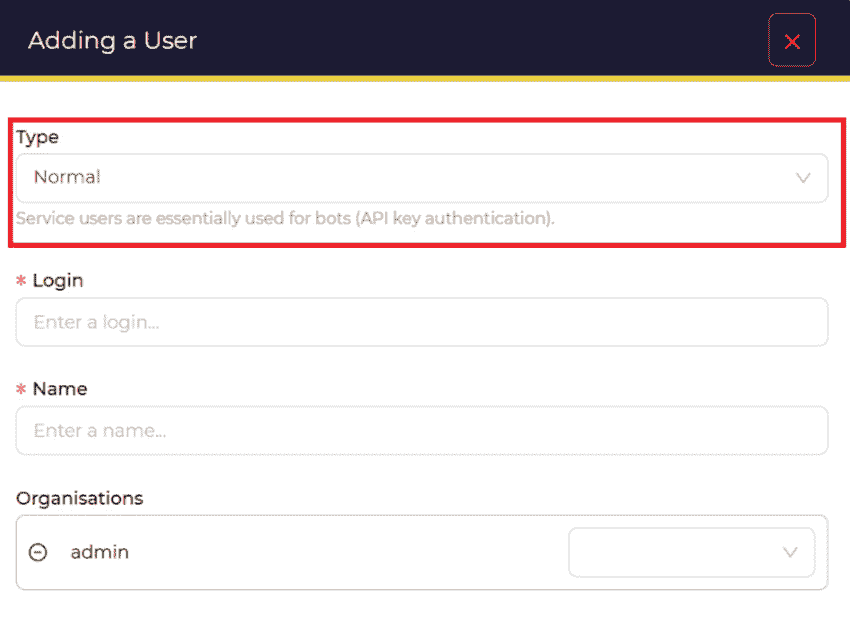 Adding a User
Type
Normal
Service users are essentially used for bots (API key authentication).
* Login
Enter a login...
* Name
Enter a name...
Organisations
admin